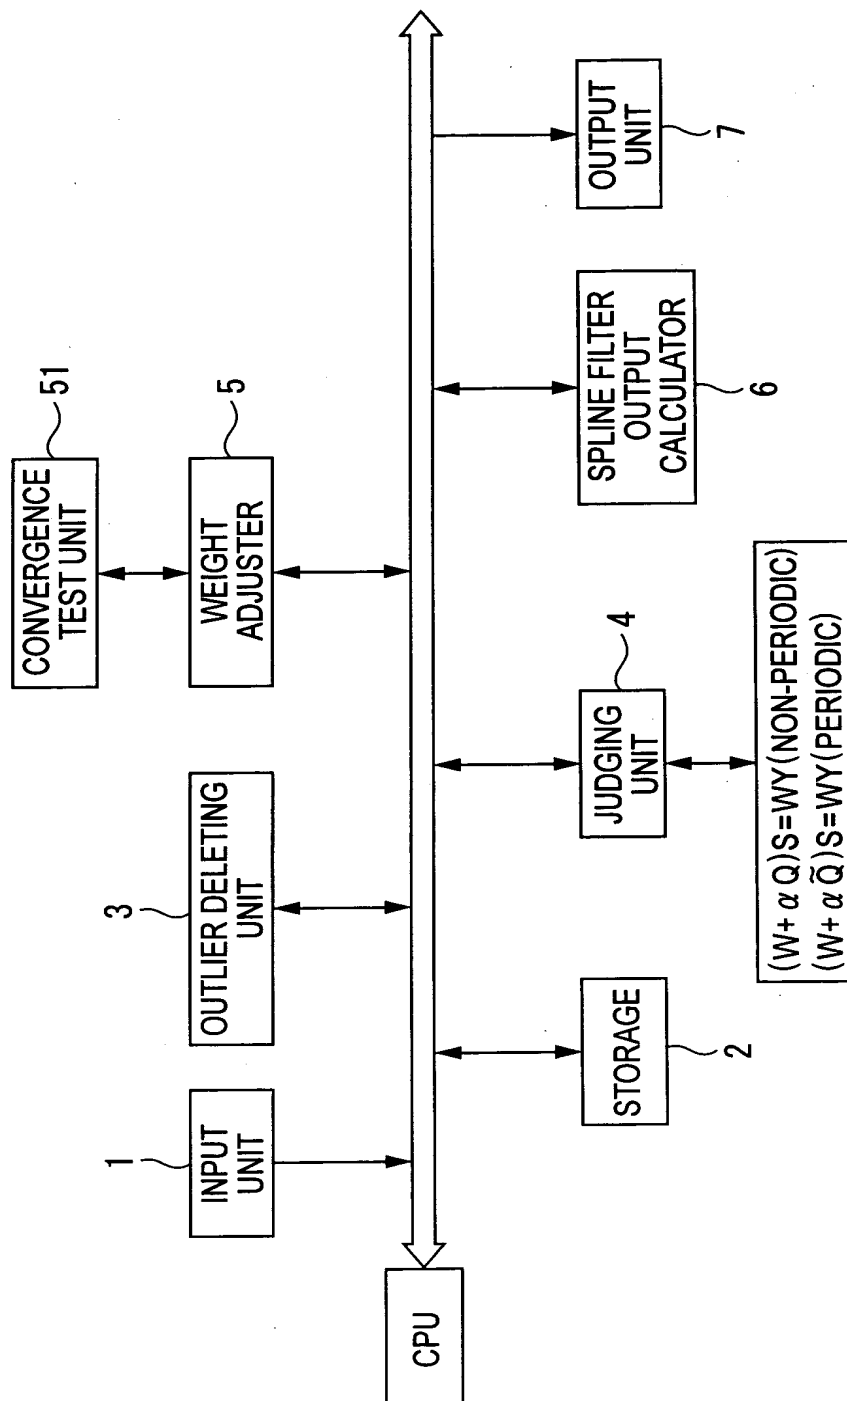 CONVERGENCE
TEST UNIT
51
WEIGHT
ADJUSTER
5
OUTLIER DELETING
UNIT
3
INPUT
UNIT
1
CPU
STORAGE
2
JUDGING
UNIT
4
(W+αQ)S=WY(NON-PERIODIC)
(W+αQ̃)S=WY(PERIODIC)
SPLINE FILTER
OUTPUT
CALCULATOR
6
OUTPUT
UNIT
7